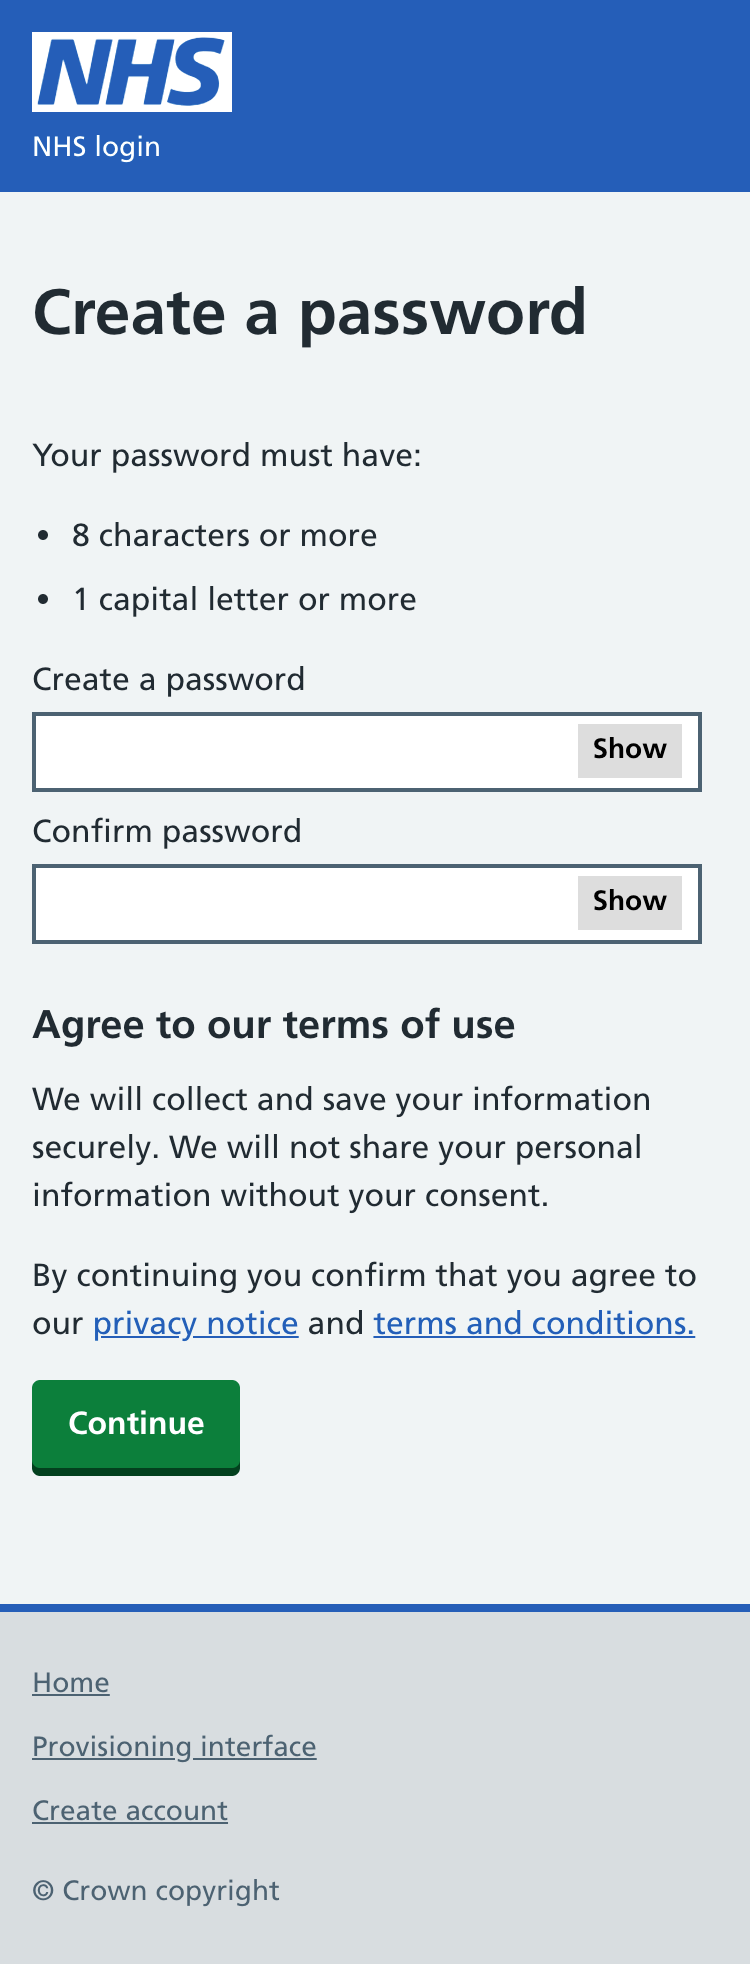 NHS
NHS login
Create a password
Your password must have:
• 8 characters or more
• 1 capital letter or more
Create a password
Show
Confirm password
Show
Agree to our terms of use
We will collect and save your information
securely. We will not share your personal
information without your consent.
By continuing you confirm that you agree to
our privacy notice and terms and conditions.
Continue
Home
Provisioning interface
Create account
© Crown copyright